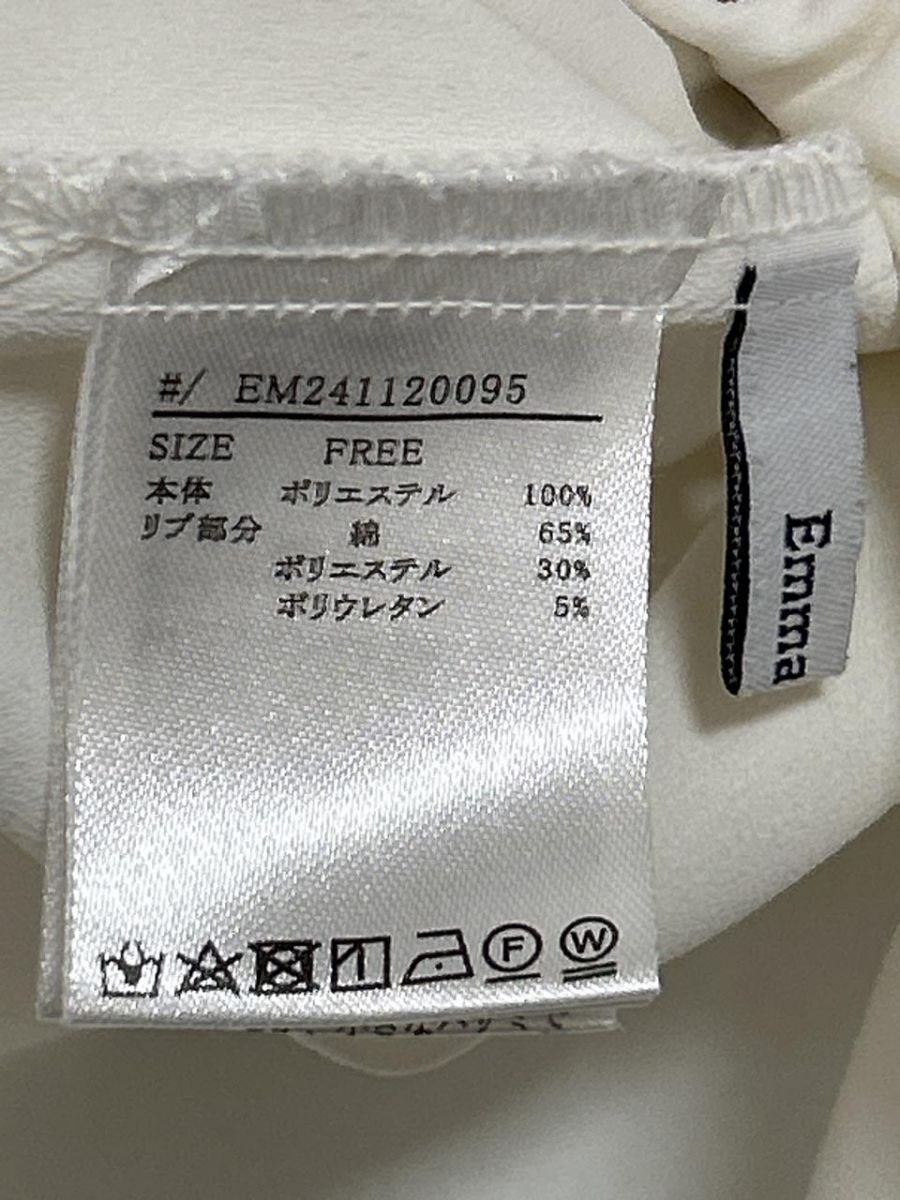 #/ EM241120095
SIZE FREE
本体 ポリエステル 100%
リブ部分 綿 65%
ポリエステル 30%
ポリウレタン 5%
F
W
Emma